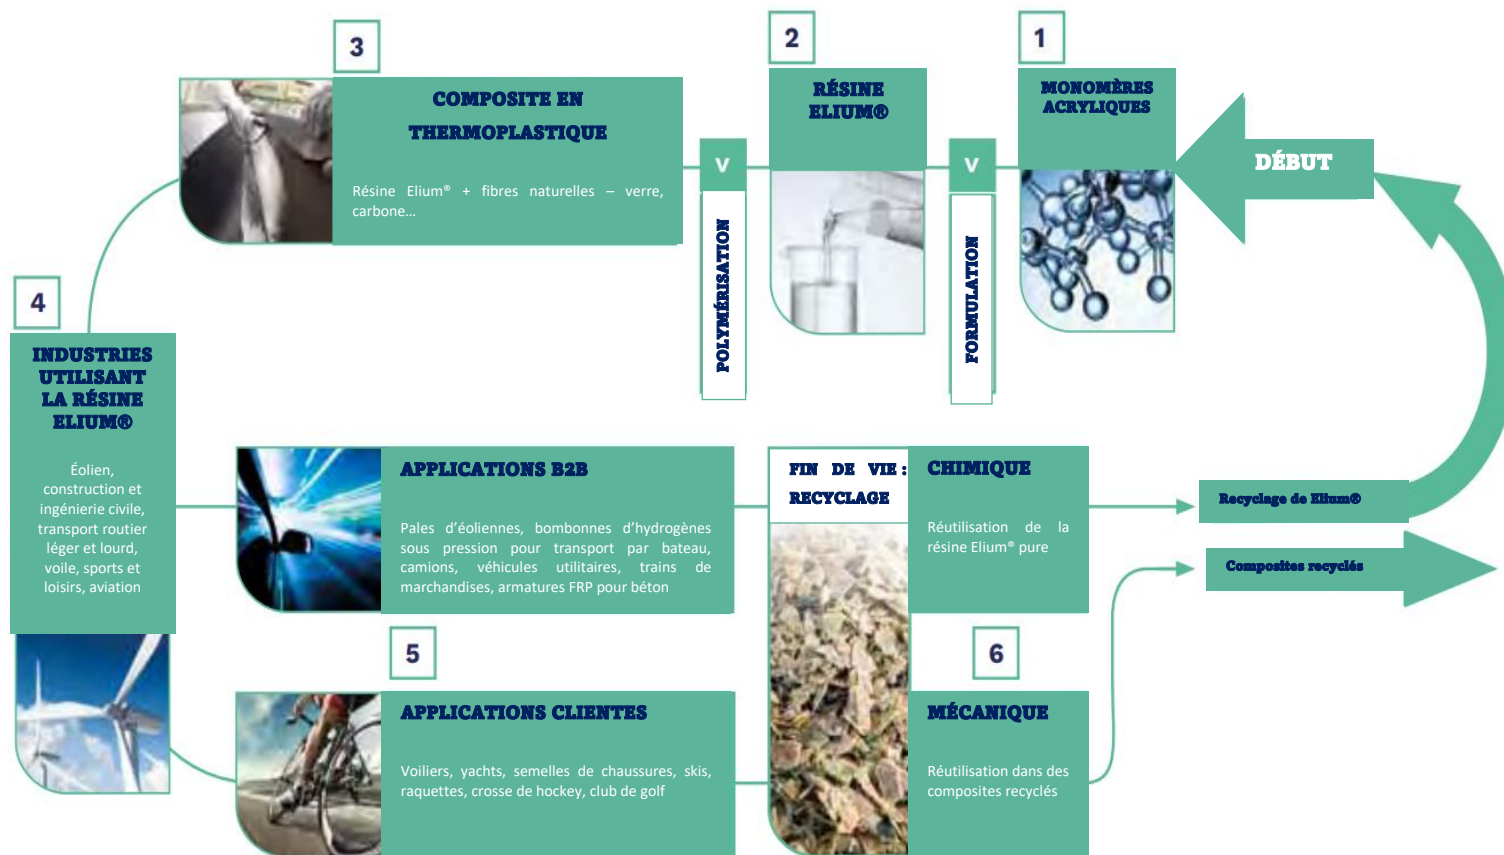 3
COMPOSITE EN
THERMOPLASTIQUE
Résine Elium® + fibres naturelles – verre,
carbone…
V
POLYMÉRISATION
2
RÉSINE
ELIUM®
V
FORMULATION
1
MONOMÈRES
ACRYLIQUES
DÉBUT
4
INDUSTRIES
UTILISANT
LA RÉSINE
ELIUM®
Éolien,
construction et
ingénierie civile,
transport routier
léger et lourd,
voile, sports et
loisirs, aviation
APPLICATIONS B2B
Pales d’éoliennes, bombonnes d’hydrogènes
sous pression pour transport par bateau,
camions, véhicules utilitaires, trains de
marchandises, armatures FRP pour béton
5
APPLICATIONS CLIENTES
Voiliers, yachts, semelles de chaussures, skis,
raquettes, crosse de hockey, club de golf
FIN DE VIE :
RECYCLAGE
CHIMIQUE
Réutilisation de la
résine Elium® pure
6
MÉCANIQUE
Réutilisation dans des
composites recyclés
Recyclage de Elium®
Composites recyclés